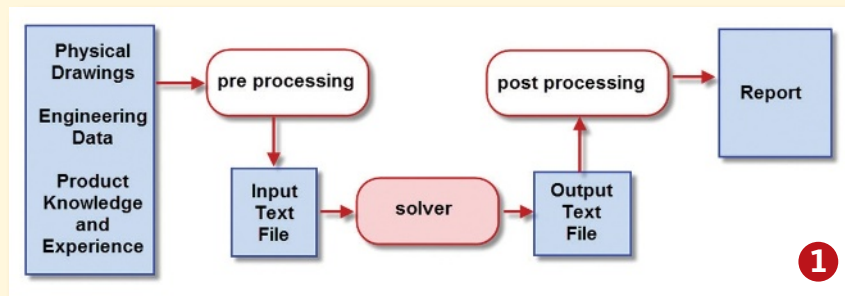 Physical
Drawings
Engineering
Data
Product
Knowledge
and
Experience
pre processing
Input
Text
File
solver
Output
Text
File
post processing
Report
1